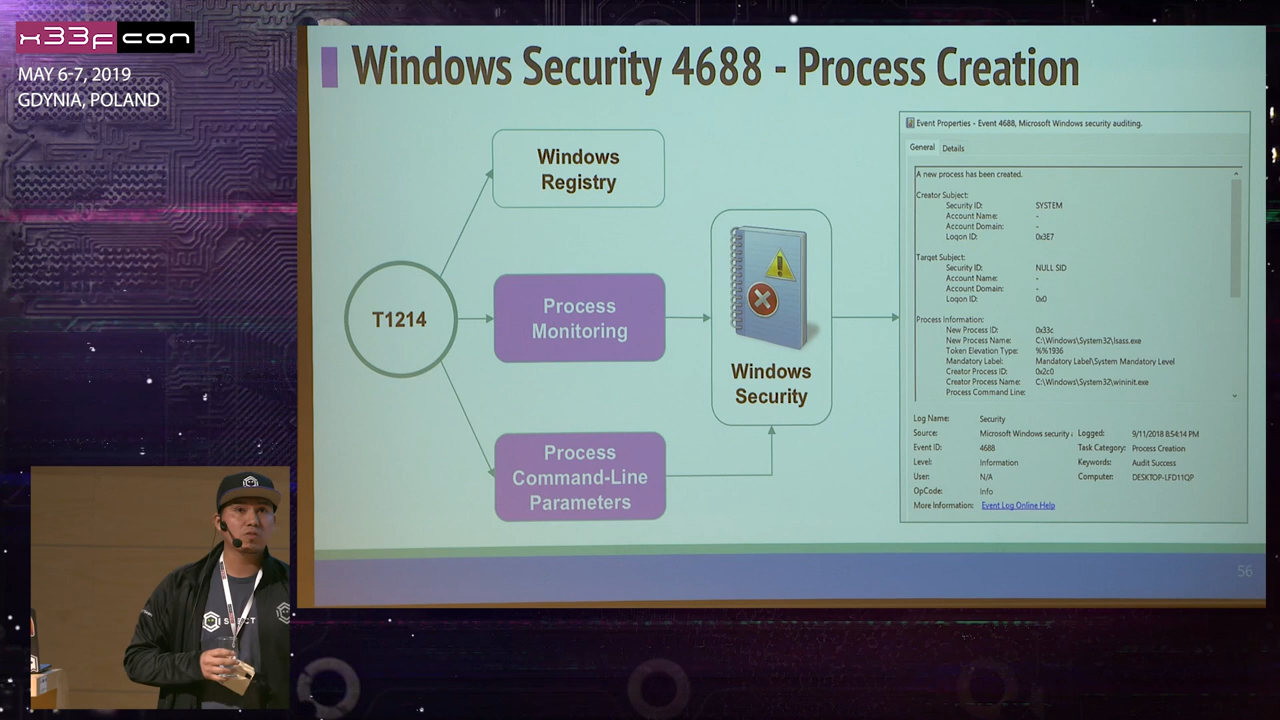 x33fcon
MAY 6-7, 2019
GDYNIA, POLAND
Windows Security 4688 - Process Creation
T1214
Windows
Registry
Process
Monitoring
Process
Command-Line
Parameters
Windows
Security
Event Properties - Event 4688, Microsoft Windows security auditing.
General Details
A new process has been created.
Creator Subject:
Security ID: SYSTEM
Account Name: -
Account Domain: -
Logon ID: 0x3E7
Target Subject:
Security ID: NULL SID
Account Name: -
Account Domain: -
Logon ID: 0x0
Process Information:
New Process ID: 0x33c
New Process Name: C:\Windows\System32\lsass.exe
Token Elevation Type: %%1936
Mandatory Label: Mandatory Label\System Mandatory Level
Creator Process ID: 0x2c0
Creator Process Name: C:\Windows\System32\wininit.exe
Process Command Line:
Log Name: Security
Source: Microsoft Windows security Logged: 9/11/2018 8:54:14 PM
Event ID: 4688 Task Category: Process Creation
Level: Information Keywords: Audit Success
User: N/A Computer: DESKTOP-LFD11QP
OpCode: Info
More Information: Event Log Online Help
56